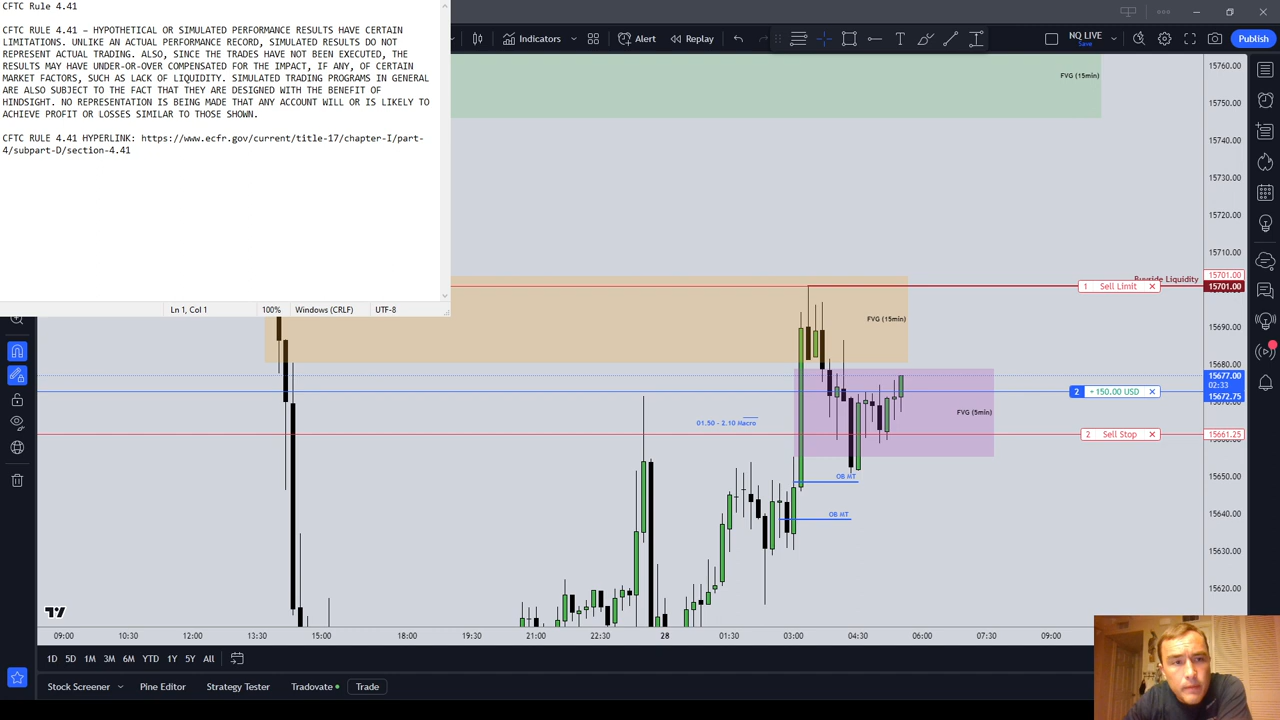 CFTC Rule 4.41
CFTC RULE 4.41 – HYPOTHETICAL OR SIMULATED PERFORMANCE RESULTS HAVE CERTAIN
LIMITATIONS. UNLIKE AN ACTUAL PERFORMANCE RECORD, SIMULATED RESULTS DO NOT
REPRESENT ACTUAL TRADING. ALSO, SINCE THE TRADES HAVE NOT BEEN EXECUTED, THE
RESULTS MAY HAVE UNDER-OR-OVER COMPENSATED FOR THE IMPACT, IF ANY, OF CERTAIN
MARKET FACTORS, SUCH AS LACK OF LIQUIDITY. SIMULATED TRADING PROGRAMS IN GENERAL
ARE ALSO SUBJECT TO THE FACT THAT THEY ARE DESIGNED WITH THE BENEFIT OF
HINDSIGHT. NO REPRESENTATION IS BEING MADE THAT ANY ACCOUNT WILL OR IS LIKELY TO
ACHIEVE PROFIT OR LOSSES SIMILAR TO THOSE SHOWN.
CFTC RULE 4.41 HYPERLINK: https://www.ecfr.gov/current/title-17/chapter-I/part-
4/subpart-D/section-4.41
Ln 1, Col 1 100% Windows (CRLF) UTF-8
Indicators Alert Replay NQ LIVE Save Publish
15760.00
FVG (15min)
15750.00
15740.00
15730.00
15720.00
15710.00
Buyside Liquidity
15701.00
1 Sell Limit 15701.00
15690.00
FVG (15min)
15680.00
15677.00
02:33
2 +150.00 USD
15672.75
FVG (5min)
01.50 - 2.10 Macro
2 Sell Stop 15661.25
15650.00
OB MT
15640.00
OB MT
15630.00
15620.00
09:00 10:30 12:00 13:30 15:00 18:00 19:30 21:00 22:30 28 01:30 03:00 04:30 06:00 07:30 09:00
1D 5D 1M 3M 6M YTD 1Y 5Y All
Stock Screener Pine Editor Strategy Tester Tradovate Trade